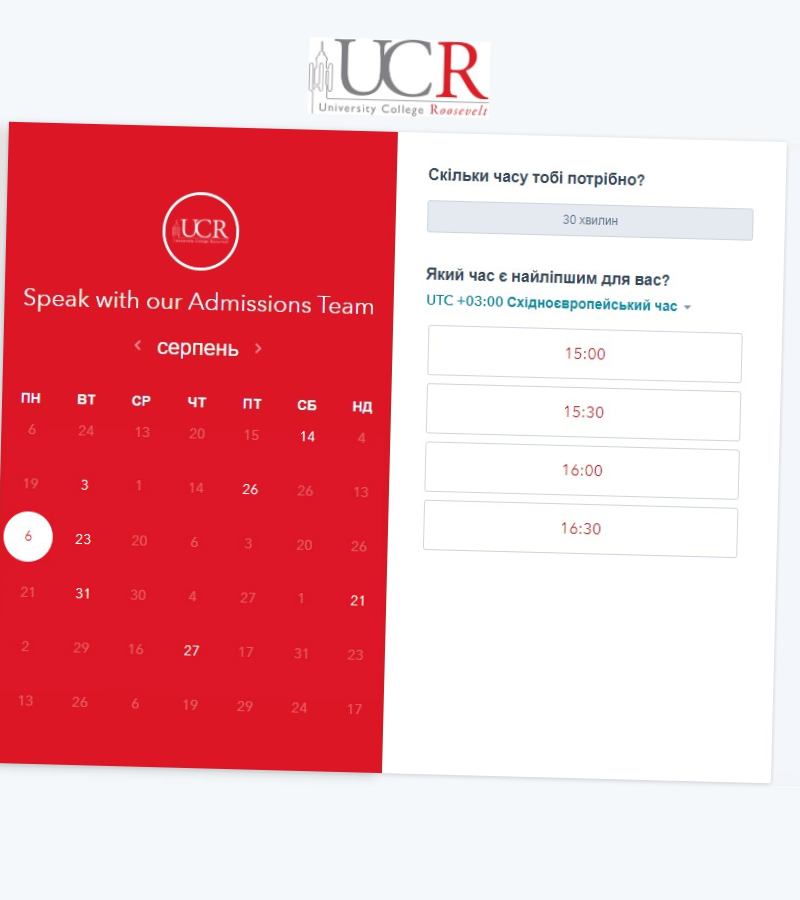 UCR
University College Roosevelt
UCR
Speak with our Admissions Team
‹ серпень ›
ПН ВТ СР ЧТ ПТ СБ НД
6 24 13 20 15 14 4
19 3 1 14 26 26 13
6 23 20 6 3 20 26
21 31 30 4 27 1 21
2 29 16 27 17 31 23
13 26 6 19 29 24 17
Скільки часу тобі потрібно?
30 хвилин
Який час є найліпшим для вас?
UTC +03:00 Східноєвропейський час
15:00
15:30
16:00
16:30